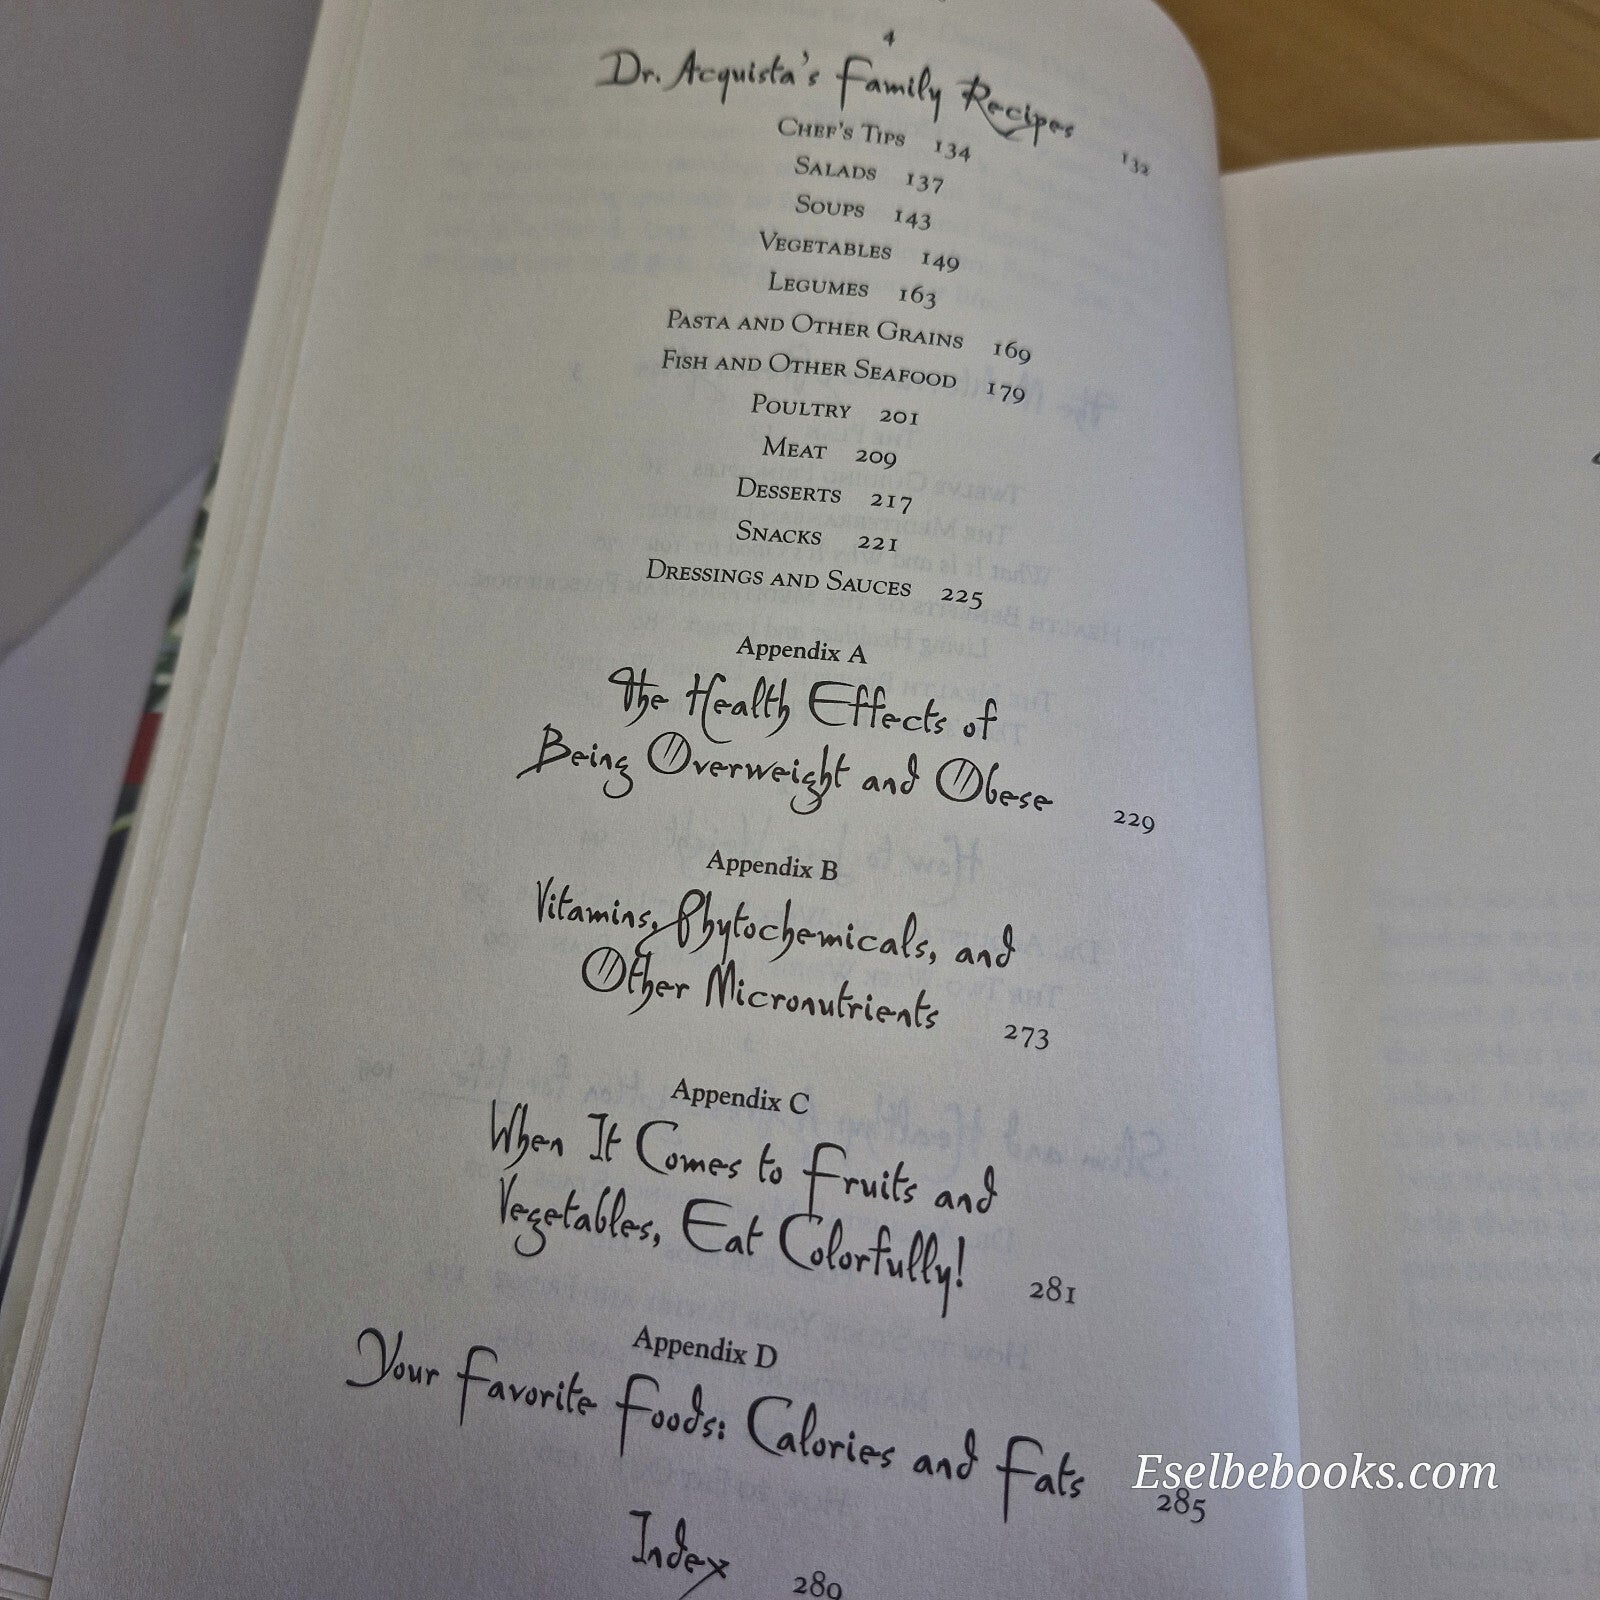 4
Dr. Acquista's Family Recipes 132
Chef's Tips 134
Salads 137
Soups 143
Vegetables 149
Legumes 163
Pasta and Other Grains 169
Fish and Other Seafood 179
Poultry 201
Meat 209
Desserts 217
Snacks 221
Dressings and Sauces 225
Appendix A
The Health Effects of
Being Overweight and Obese 229
Appendix B
Vitamins, Phytochemicals, and
Other Micronutrients 273
Appendix C
When It Comes to Fruits and
Vegetables, Eat Colorfully! 281
Appendix D
Your Favorite Foods: Calories and Fats 285
Index 289
Eselbebooks.com